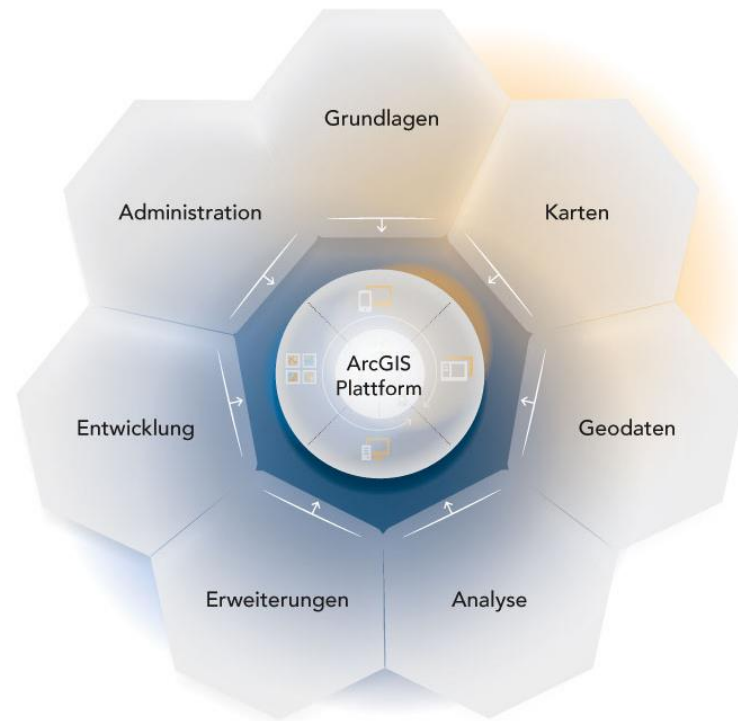 Grundlagen
Administration
Karten
ArcGIS
Plattform
Entwicklung
Geodaten
Erweiterungen
Analyse